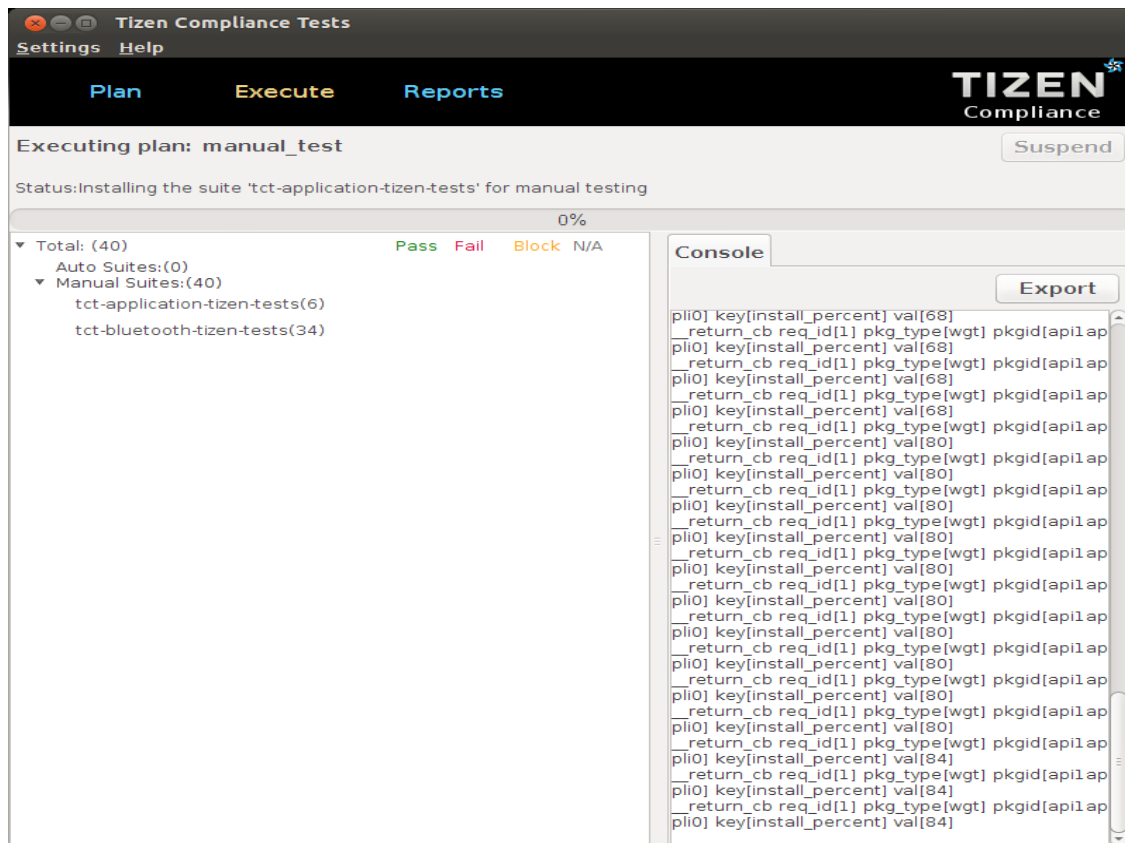 Tizen Compliance Tests
Settings Help
Plan Execute Reports
TIZEN
Compliance
Executing plan: manual_test
Suspend
Status:Installing the suite 'tct-application-tizen-tests' for manual testing
0%
Total: (40) Pass Fail Block N/A
Auto Suites:(0)
Manual Suites:(40)
tct-application-tizen-tests(6)
tct-bluetooth-tizen-tests(34)
Console
Export
pli0] key[install_percent] val[68]
__return_cb req_id[1] pkg_type[wgt] pkgid[api1ap
pli0] key[install_percent] val[68]
__return_cb req_id[1] pkg_type[wgt] pkgid[api1ap
pli0] key[install_percent] val[68]
__return_cb req_id[1] pkg_type[wgt] pkgid[api1ap
pli0] key[install_percent] val[68]
__return_cb req_id[1] pkg_type[wgt] pkgid[api1ap
pli0] key[install_percent] val[80]
__return_cb req_id[1] pkg_type[wgt] pkgid[api1ap
pli0] key[install_percent] val[80]
__return_cb req_id[1] pkg_type[wgt] pkgid[api1ap
pli0] key[install_percent] val[80]
__return_cb req_id[1] pkg_type[wgt] pkgid[api1ap
pli0] key[install_percent] val[80]
__return_cb req_id[1] pkg_type[wgt] pkgid[api1ap
pli0] key[install_percent] val[80]
__return_cb req_id[1] pkg_type[wgt] pkgid[api1ap
pli0] key[install_percent] val[80]
__return_cb req_id[1] pkg_type[wgt] pkgid[api1ap
pli0] key[install_percent] val[80]
__return_cb req_id[1] pkg_type[wgt] pkgid[api1ap
pli0] key[install_percent] val[80]
__return_cb req_id[1] pkg_type[wgt] pkgid[api1ap
pli0] key[install_percent] val[80]
__return_cb req_id[1] pkg_type[wgt] pkgid[api1ap
pli0] key[install_percent] val[80]
__return_cb req_id[1] pkg_type[wgt] pkgid[api1ap
pli0] key[install_percent] val[84]
__return_cb req_id[1] pkg_type[wgt] pkgid[api1ap
pli0] key[install_percent] val[84]
__return_cb req_id[1] pkg_type[wgt] pkgid[api1ap
pli0] key[install_percent] val[84]